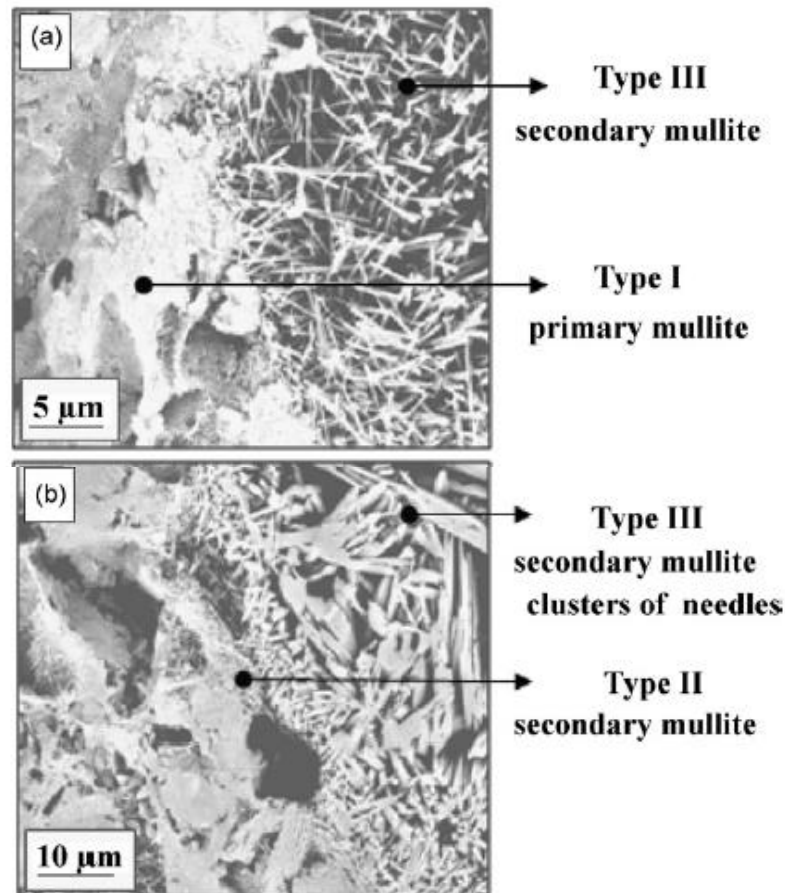 (a)
Type III
secondary mullite
Type I
primary mullite
5 μm
(b)
Type III
secondary mullite
clusters of needles
Type II
secondary mullite
10 μm